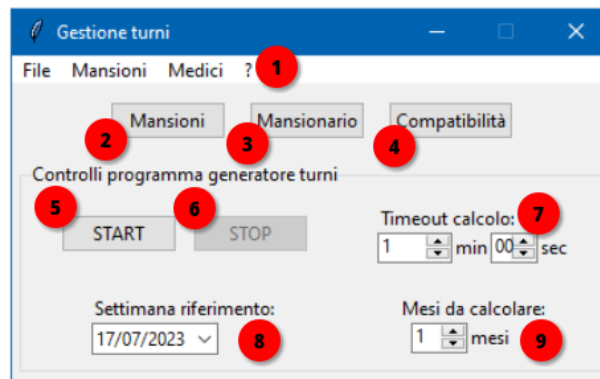 Gestione turni
File Mansioni Medici ? 1
Mansioni Mansionario Compatibilità
2 3 4
Controlli programma generatore turni
5 6 7
START STOP Timeout calcolo:
1 min 00 sec
Settimana riferimento: Mesi da calcolare:
17/07/2023 8 1 mesi 9